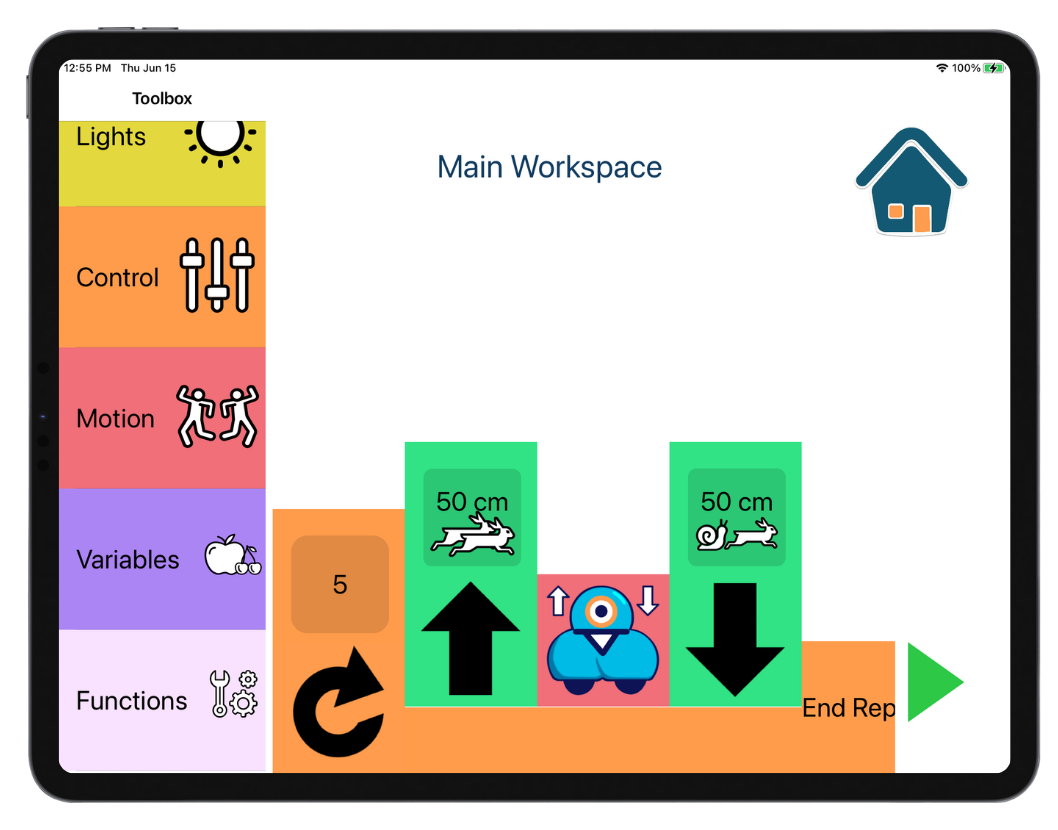 12:55 PM Thu Jun 15
100%
Toolbox
Lights
Control
Motion
Variables
Functions
Main Workspace
5
50 cm
50 cm
End Rep